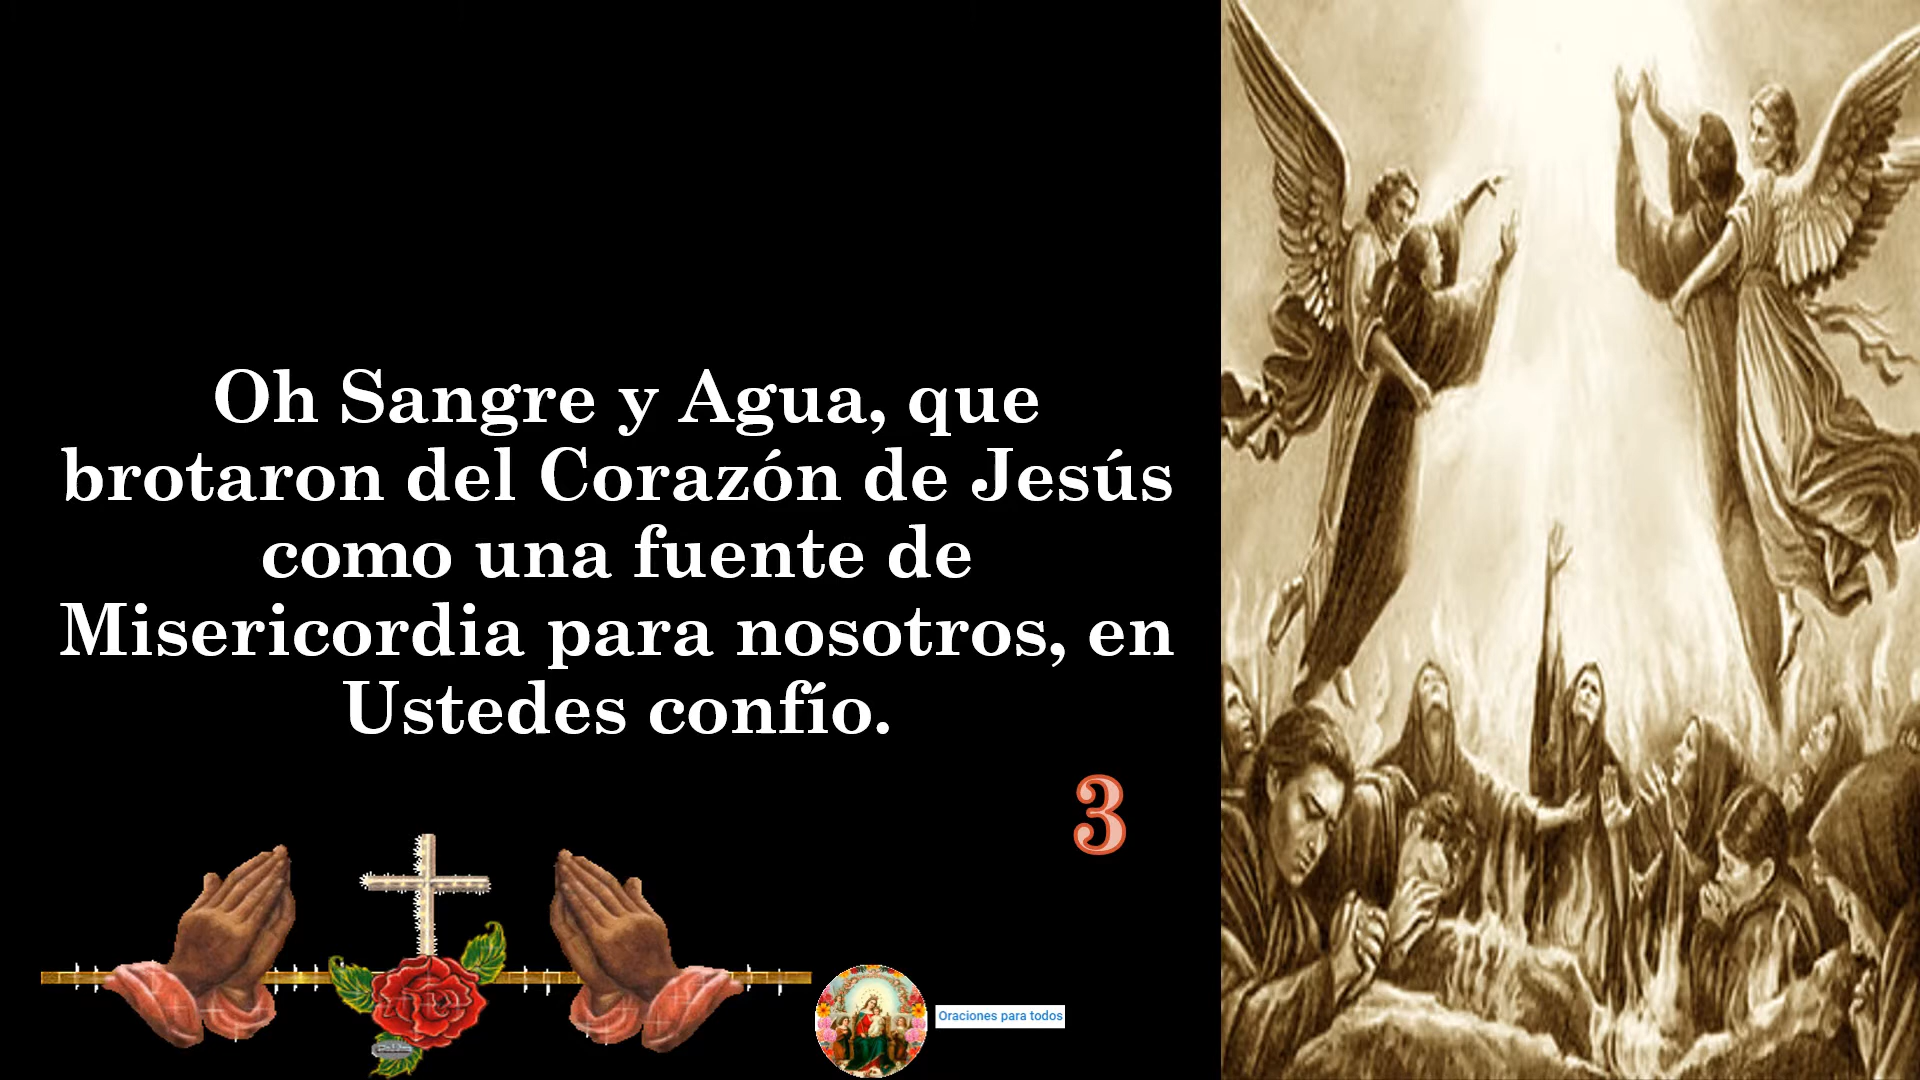 Oh Sangre y Agua, que
brotaron del Corazón de Jesús
como una fuente de
Misericordia para nosotros, en
Ustedes confío.
3
Oraciones para todos